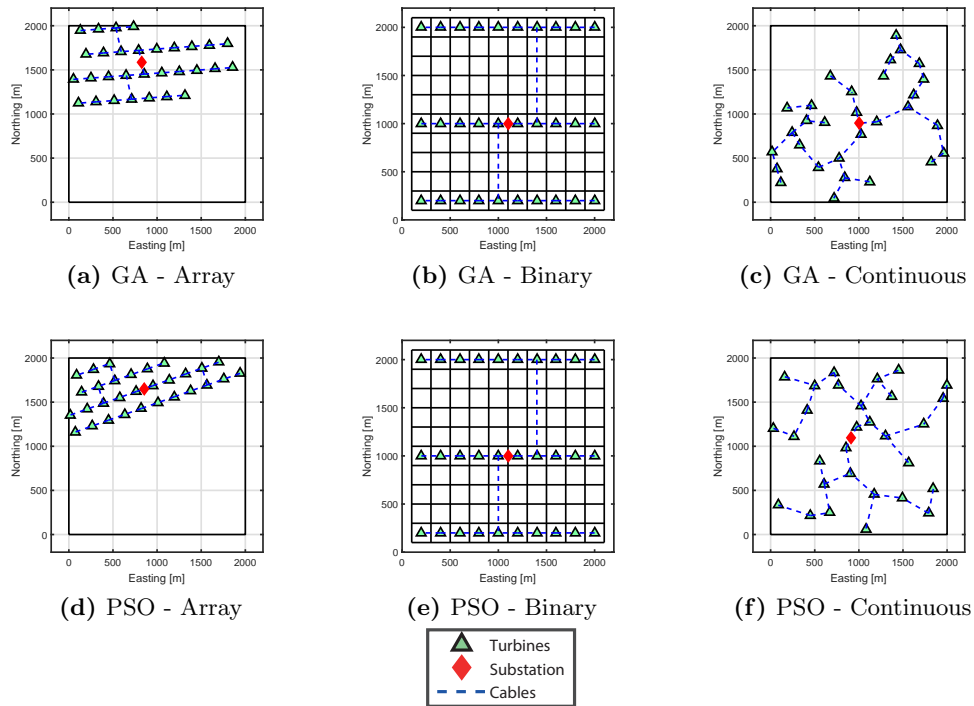 2000
1500
1000
500
0
Northing [m]
0 500 1000 1500 2000
Easting [m]
(a) GA - Array
2000
1500
1000
500
0
Northing [m]
0 500 1000 1500 2000
Easting [m]
(b) GA - Binary
2000
1500
1000
500
0
Northing [m]
0 500 1000 1500 2000
Easting [m]
(c) GA - Continuous
2000
1500
1000
500
0
Northing [m]
0 500 1000 1500 2000
Easting [m]
(d) PSO - Array
2000
1500
1000
500
0
Northing [m]
0 500 1000 1500 2000
Easting [m]
(e) PSO - Binary
2000
1500
1000
500
0
Northing [m]
0 500 1000 1500 2000
Easting [m]
(f) PSO - Continuous
Turbines
Substation
Cables